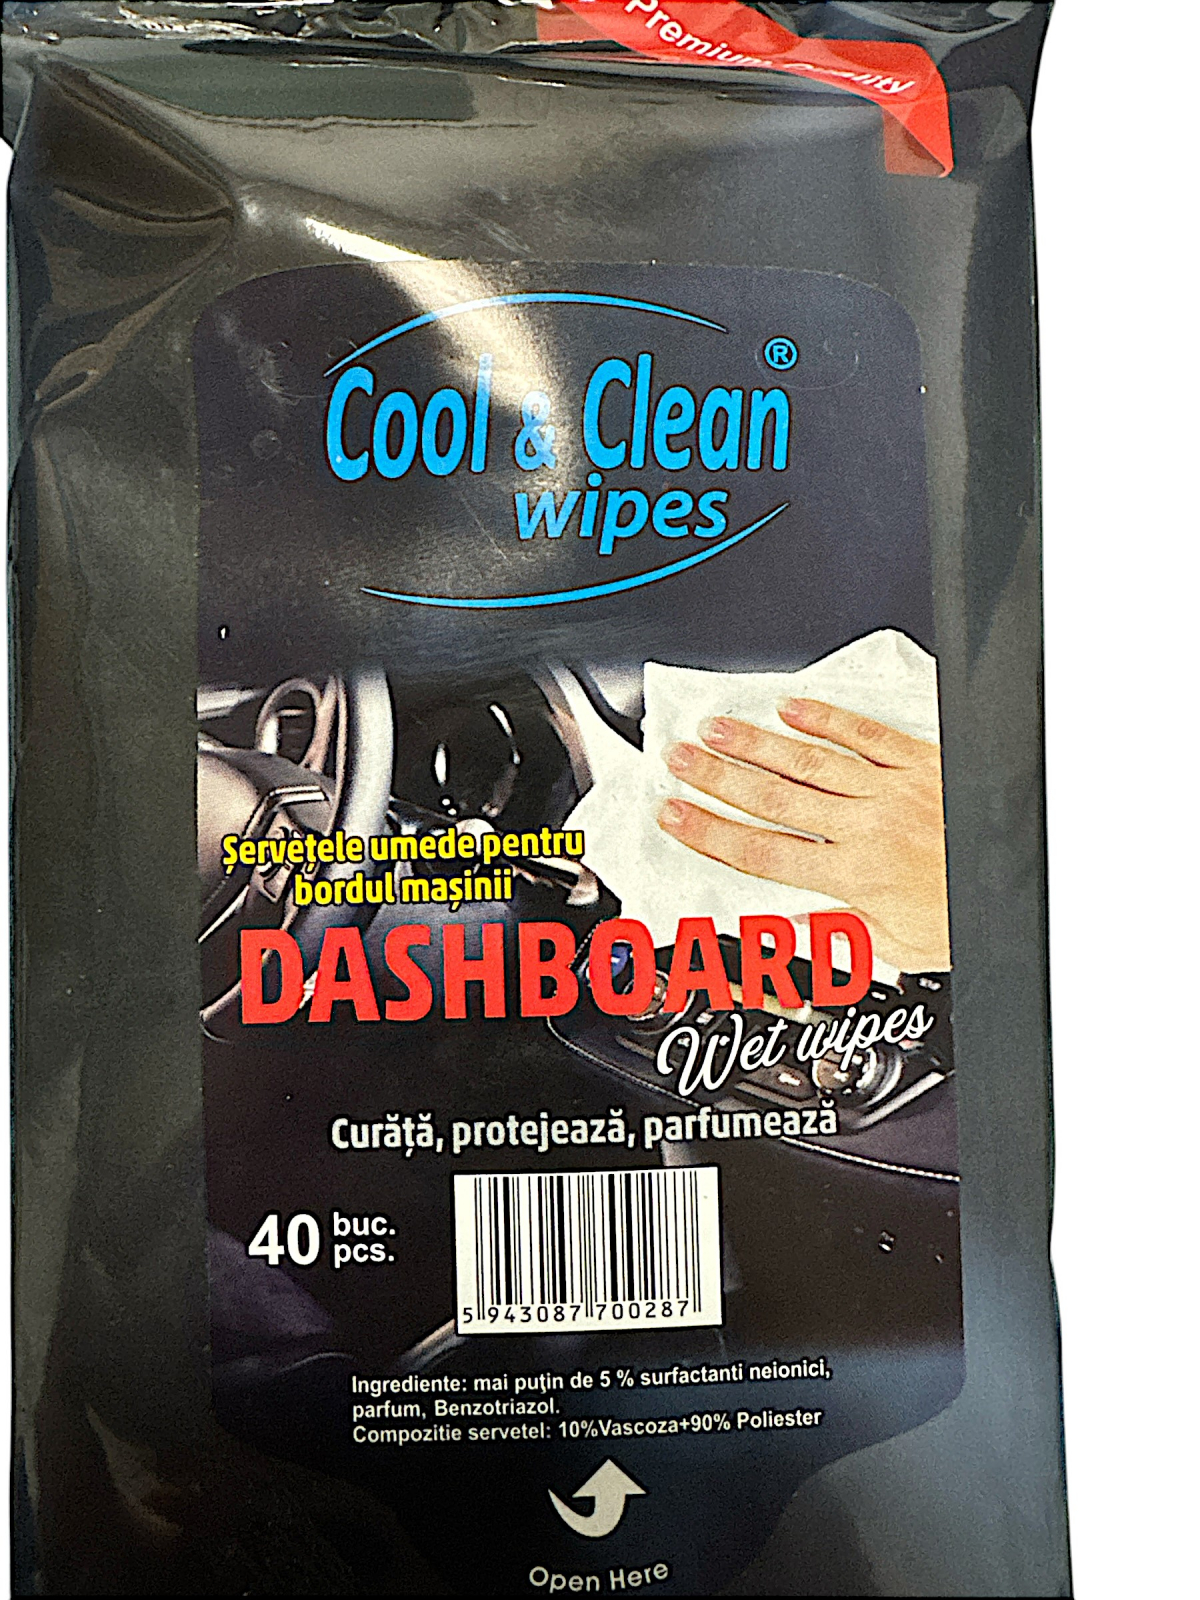 Premium Quality
Cool & Clean ®
wipes
Șervețele umede pentru
bordul mașinii
DASHBOARD
Wet wipes
Curăță, protejează, parfumează
40 buc.
pcs.
5 943087 700287
Ingrediente: mai puţin de 5 % surfactanti neionici,
parfum, Benzotriazol.
Compozitie servetel: 10%Vascoza+90% Poliester
Open Here